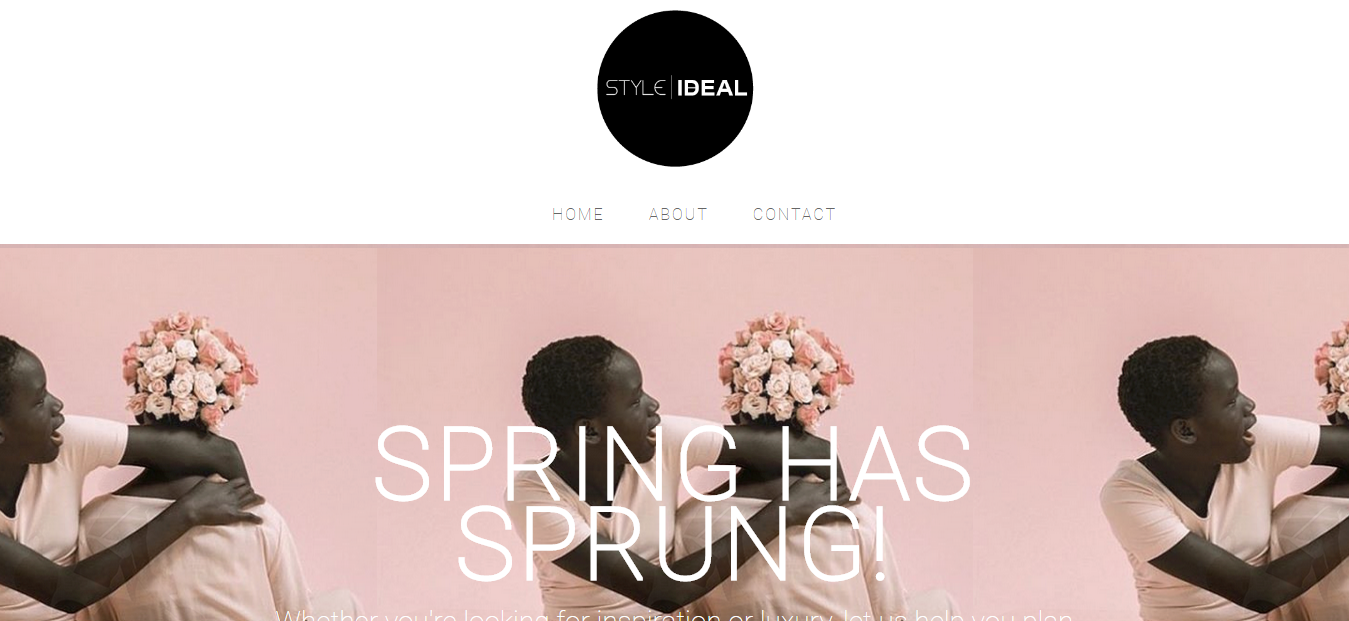 STYLE | IDEAL
HOME ABOUT CONTACT
SPRING HAS
SPRUNG!
Whether you're looking for inspiration or luxury, let us help you plan